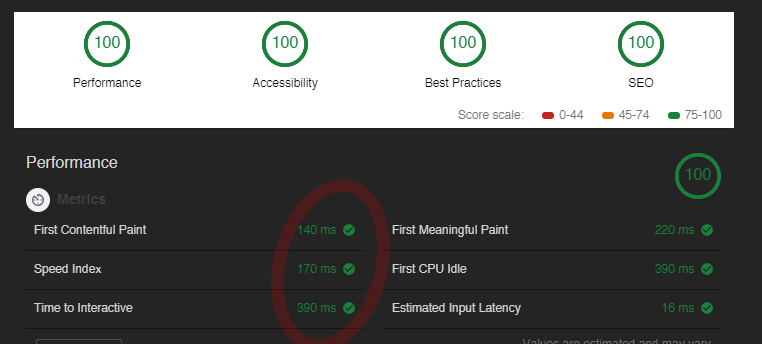 100 100 100 100
Performance Accessibility Best Practices SEO
Score scale: 0-44 45-74 75-100
Performance 100
Metrics
First Contentful Paint 140 ms First Meaningful Paint 220 ms
Speed Index 170 ms First CPU Idle 390 ms
Time to Interactive 390 ms Estimated Input Latency 16 ms
Values are estimated and may vary